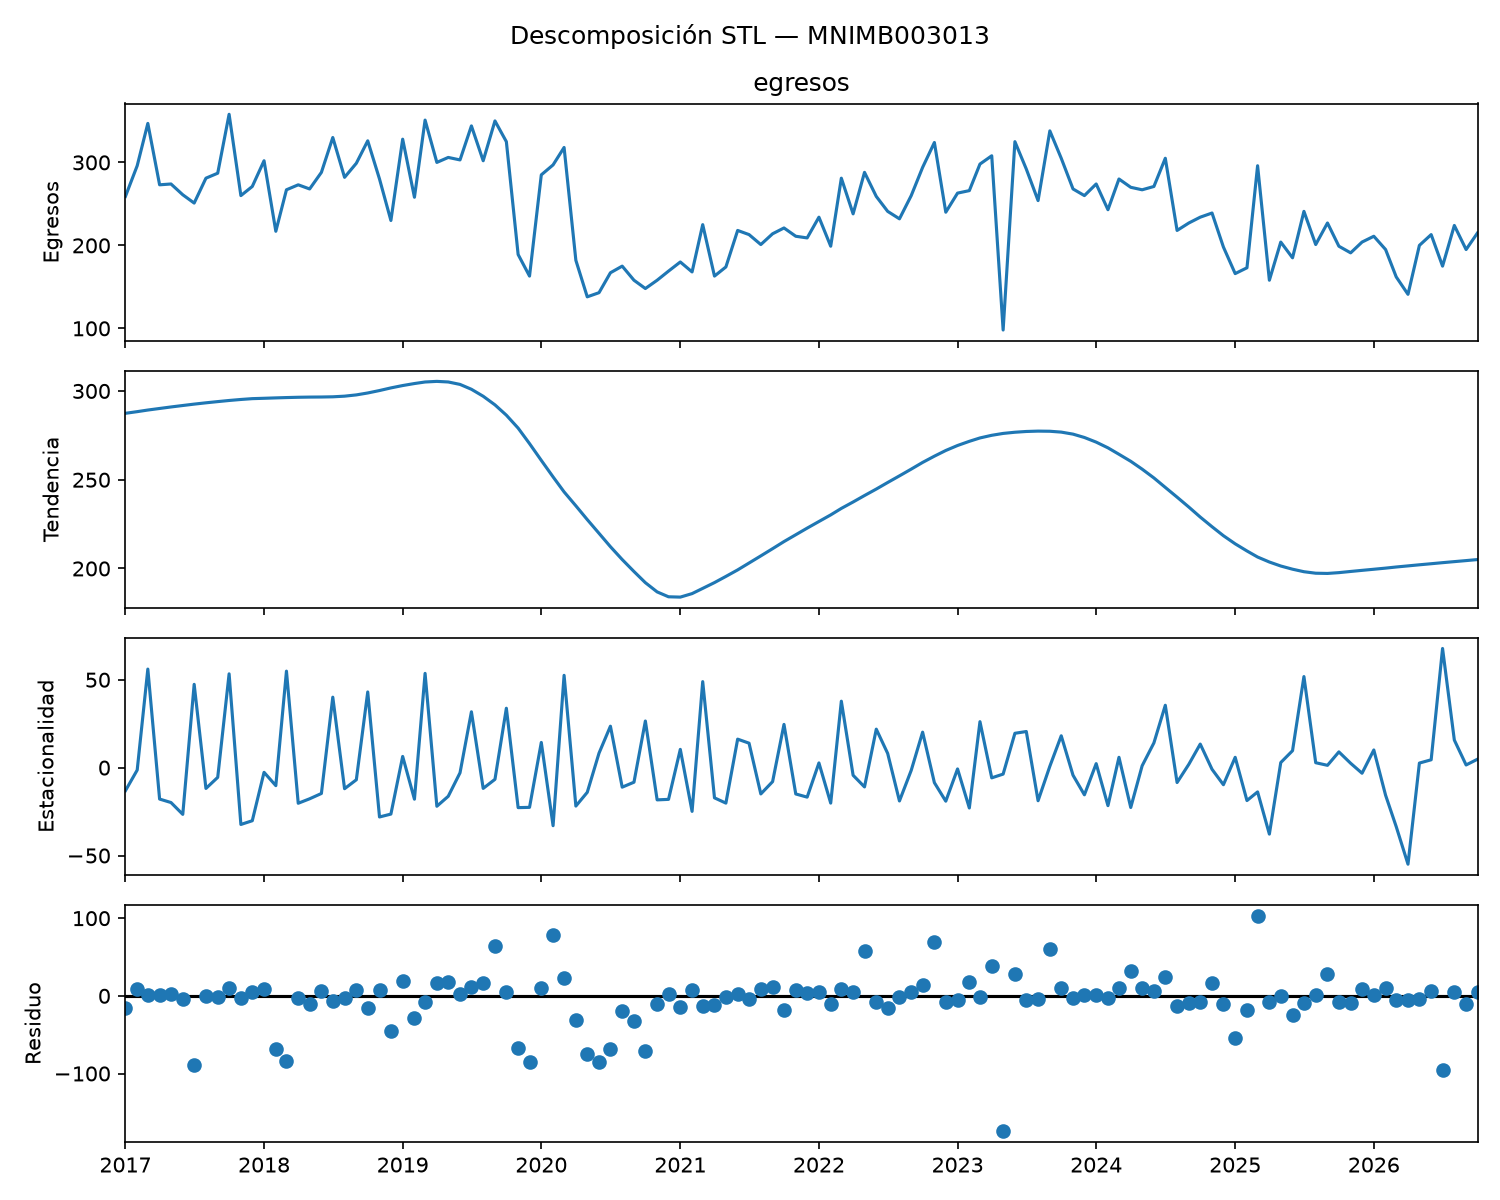 Descomposición STL — MNIMB003013
egresos
Egresos
300
200
100
Tendencia
300
250
200
Estacionalidad
50
0
−50
Residuo
100
0
−100
2017 2018 2019 2020 2021 2022 2023 2024 2025 2026